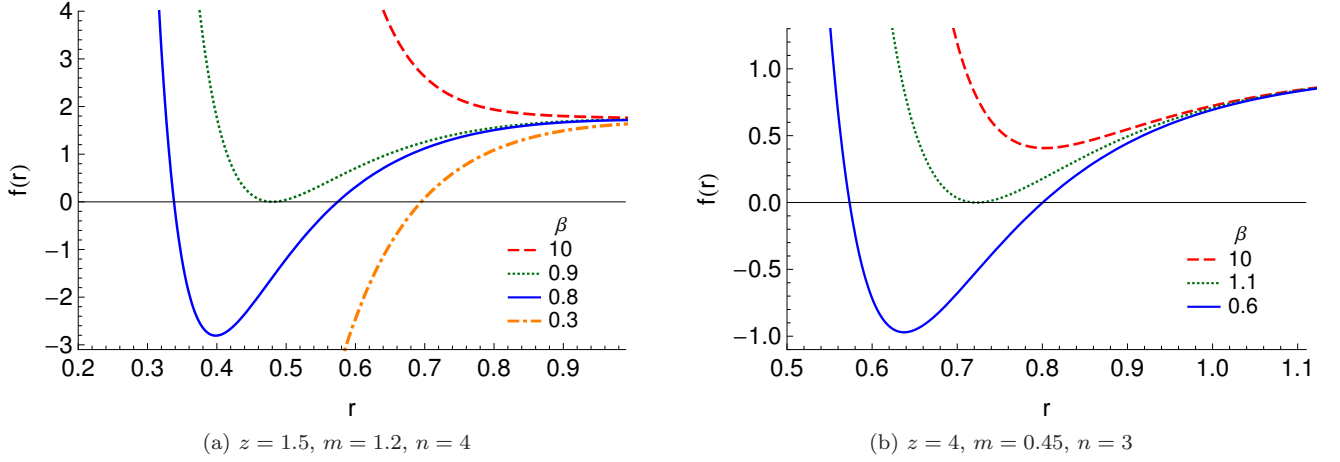 4
3
2
1
0
−1
−2
−3
f(r)
0.2 0.3 0.4 0.5 0.6 0.7 0.8 0.9
r
β
10
0.9
0.8
0.3
(a) z = 1.5, m = 1.2, n = 4
1.0
0.5
0.0
−0.5
−1.0
f(r)
0.5 0.6 0.7 0.8 0.9 1.0 1.1
r
β
10
1.1
0.6
(b) z = 4, m = 0.45, n = 3